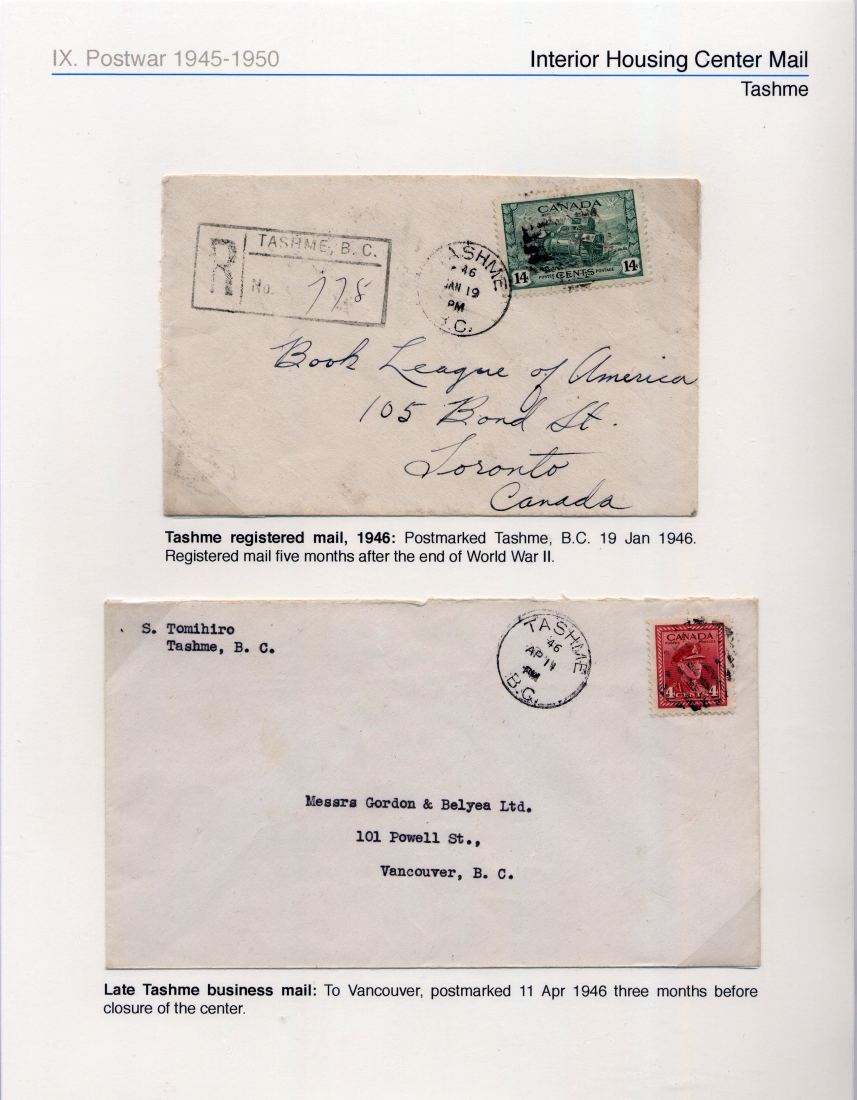 IX. Postwar 1945-1950
Interior Housing Center Mail
Tashme
R
TASHME, B. C.
No. 778
TASHME
46
JAN 19
PM
B.C.
CANADA
14 CENTS 14
POSTES POSTAGE
Book League of America
105 Bond St.
Toronto
Canada
Tashme registered mail, 1946: Postmarked Tashme, B.C. 19 Jan 1946.
Registered mail five months after the end of World War II.
S. Tomihiro
Tashme, B. C.
TASHME
46
AP 11
PM
B.C.
CANADA
4 CENTS 4
Messrs Gordon & Belyea Ltd.
101 Powell St.,
Vancouver, B. C.
Late Tashme business mail: To Vancouver, postmarked 11 Apr 1946 three months before
closure of the center.